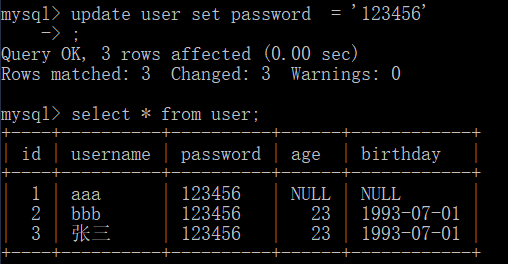 mysql> update user set password  = '123456'
    -> ;
Query OK, 3 rows affected (0.00 sec)
Rows matched: 3  Changed: 3  Warnings: 0

mysql> select * from user;
+----+----------+----------+------+------------+
| id | username | password | age  | birthday   |
+----+----------+----------+------+------------+
|  1 | aaa      | 123456   | NULL | NULL       |
|  2 | bbb      | 123456   |   23 | 1993-07-01 |
|  3 | 张三     | 123456   |   23 | 1993-07-01 |
+----+----------+----------+------+------------+